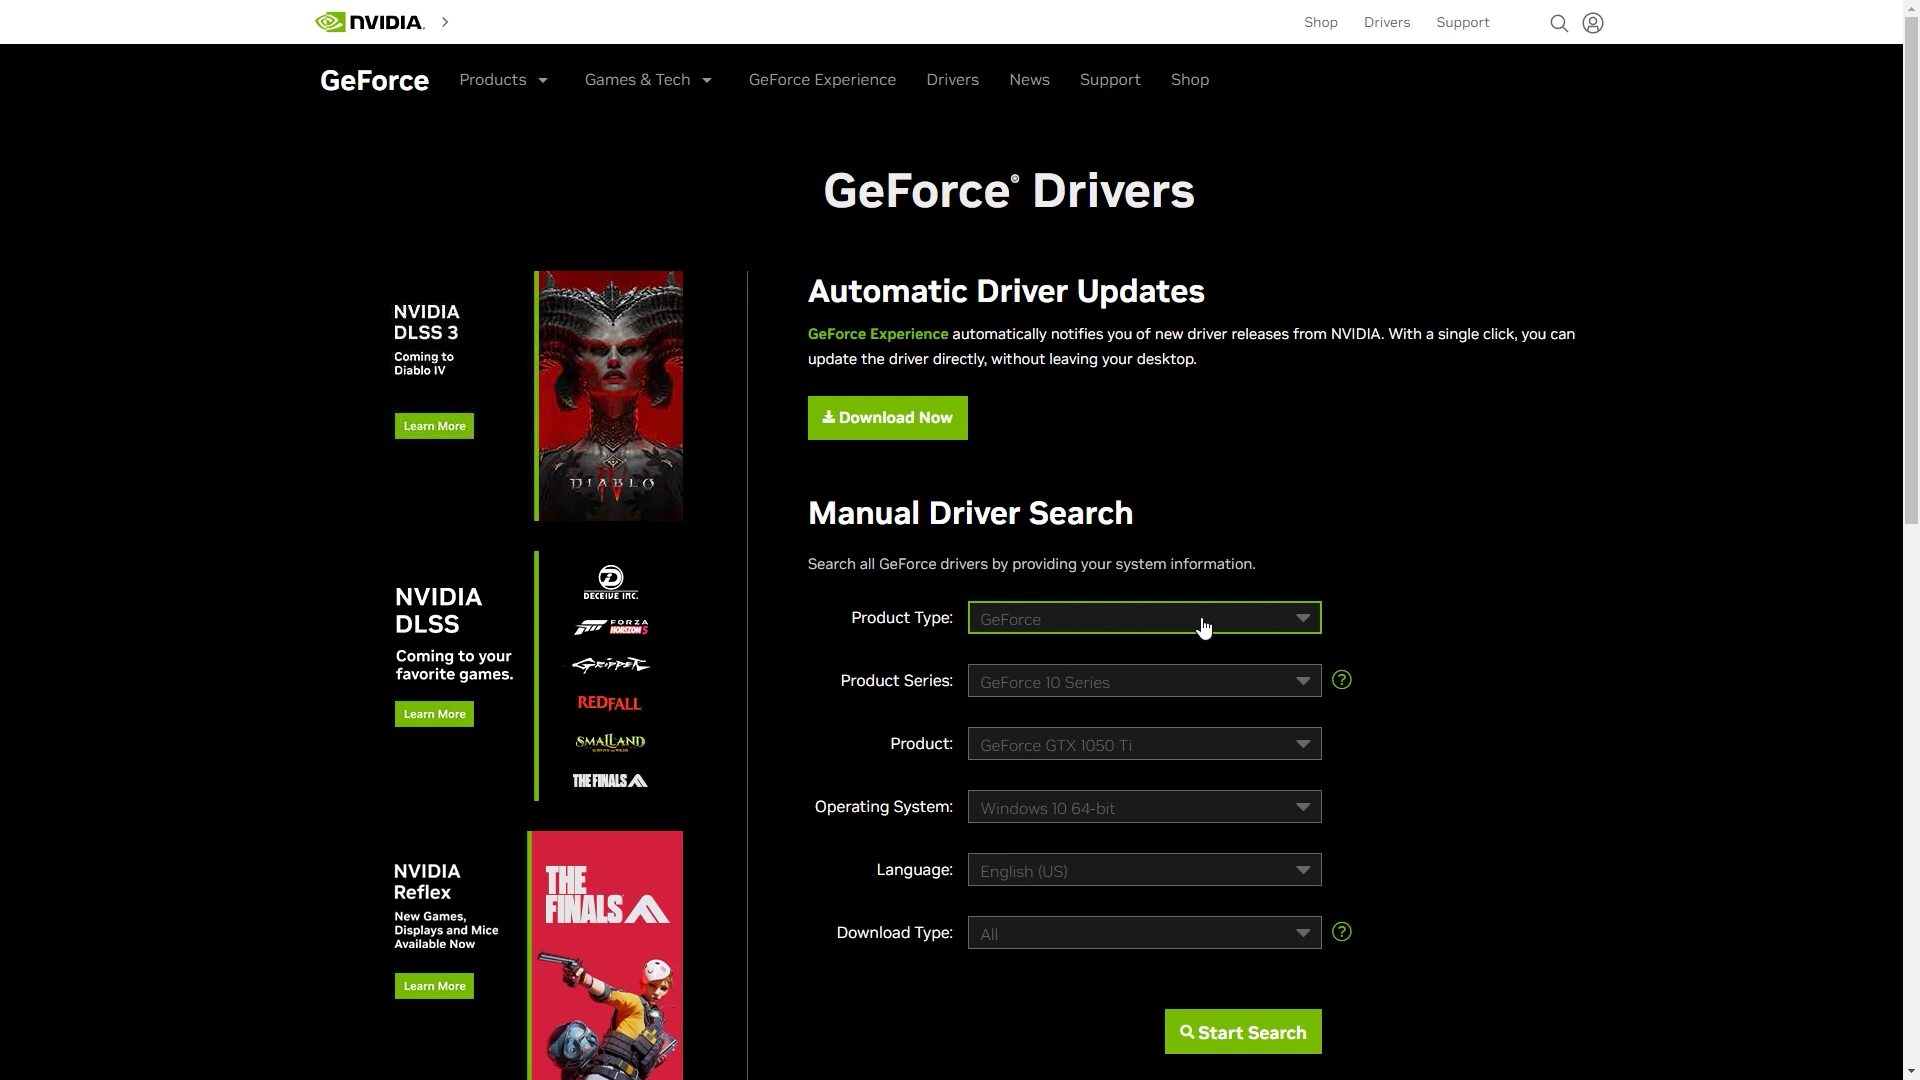 NVIDIA
Shop
Drivers
Support
GeForce
Products
Games & Tech
GeForce Experience
Drivers
News
Support
Shop
GeForce® Drivers
NVIDIA
DLSS 3
Coming to
Diablo IV
Learn More
DIABLO
IV
NVIDIA
DLSS
Coming to your
favorite games.
Learn More
DECEIVE INC.
FORZA
HORIZON 5
GRIPPER
REDFALL
SMALLAND
THE FINALS
NVIDIA
Reflex
New Games,
Displays and Mice
Available Now
Learn More
THE
FINALS
Automatic Driver Updates
GeForce Experience automatically notifies you of new driver releases from NVIDIA. With a single click, you can
update the driver directly, without leaving your desktop.
Download Now
Manual Driver Search
Search all GeForce drivers by providing your system information.
Product Type: GeForce
Product Series: GeForce 10 Series ?
Product: GeForce GTX 1050 Ti
Operating System: Windows 10 64-bit
Language: English (US)
Download Type: All ?
Start Search